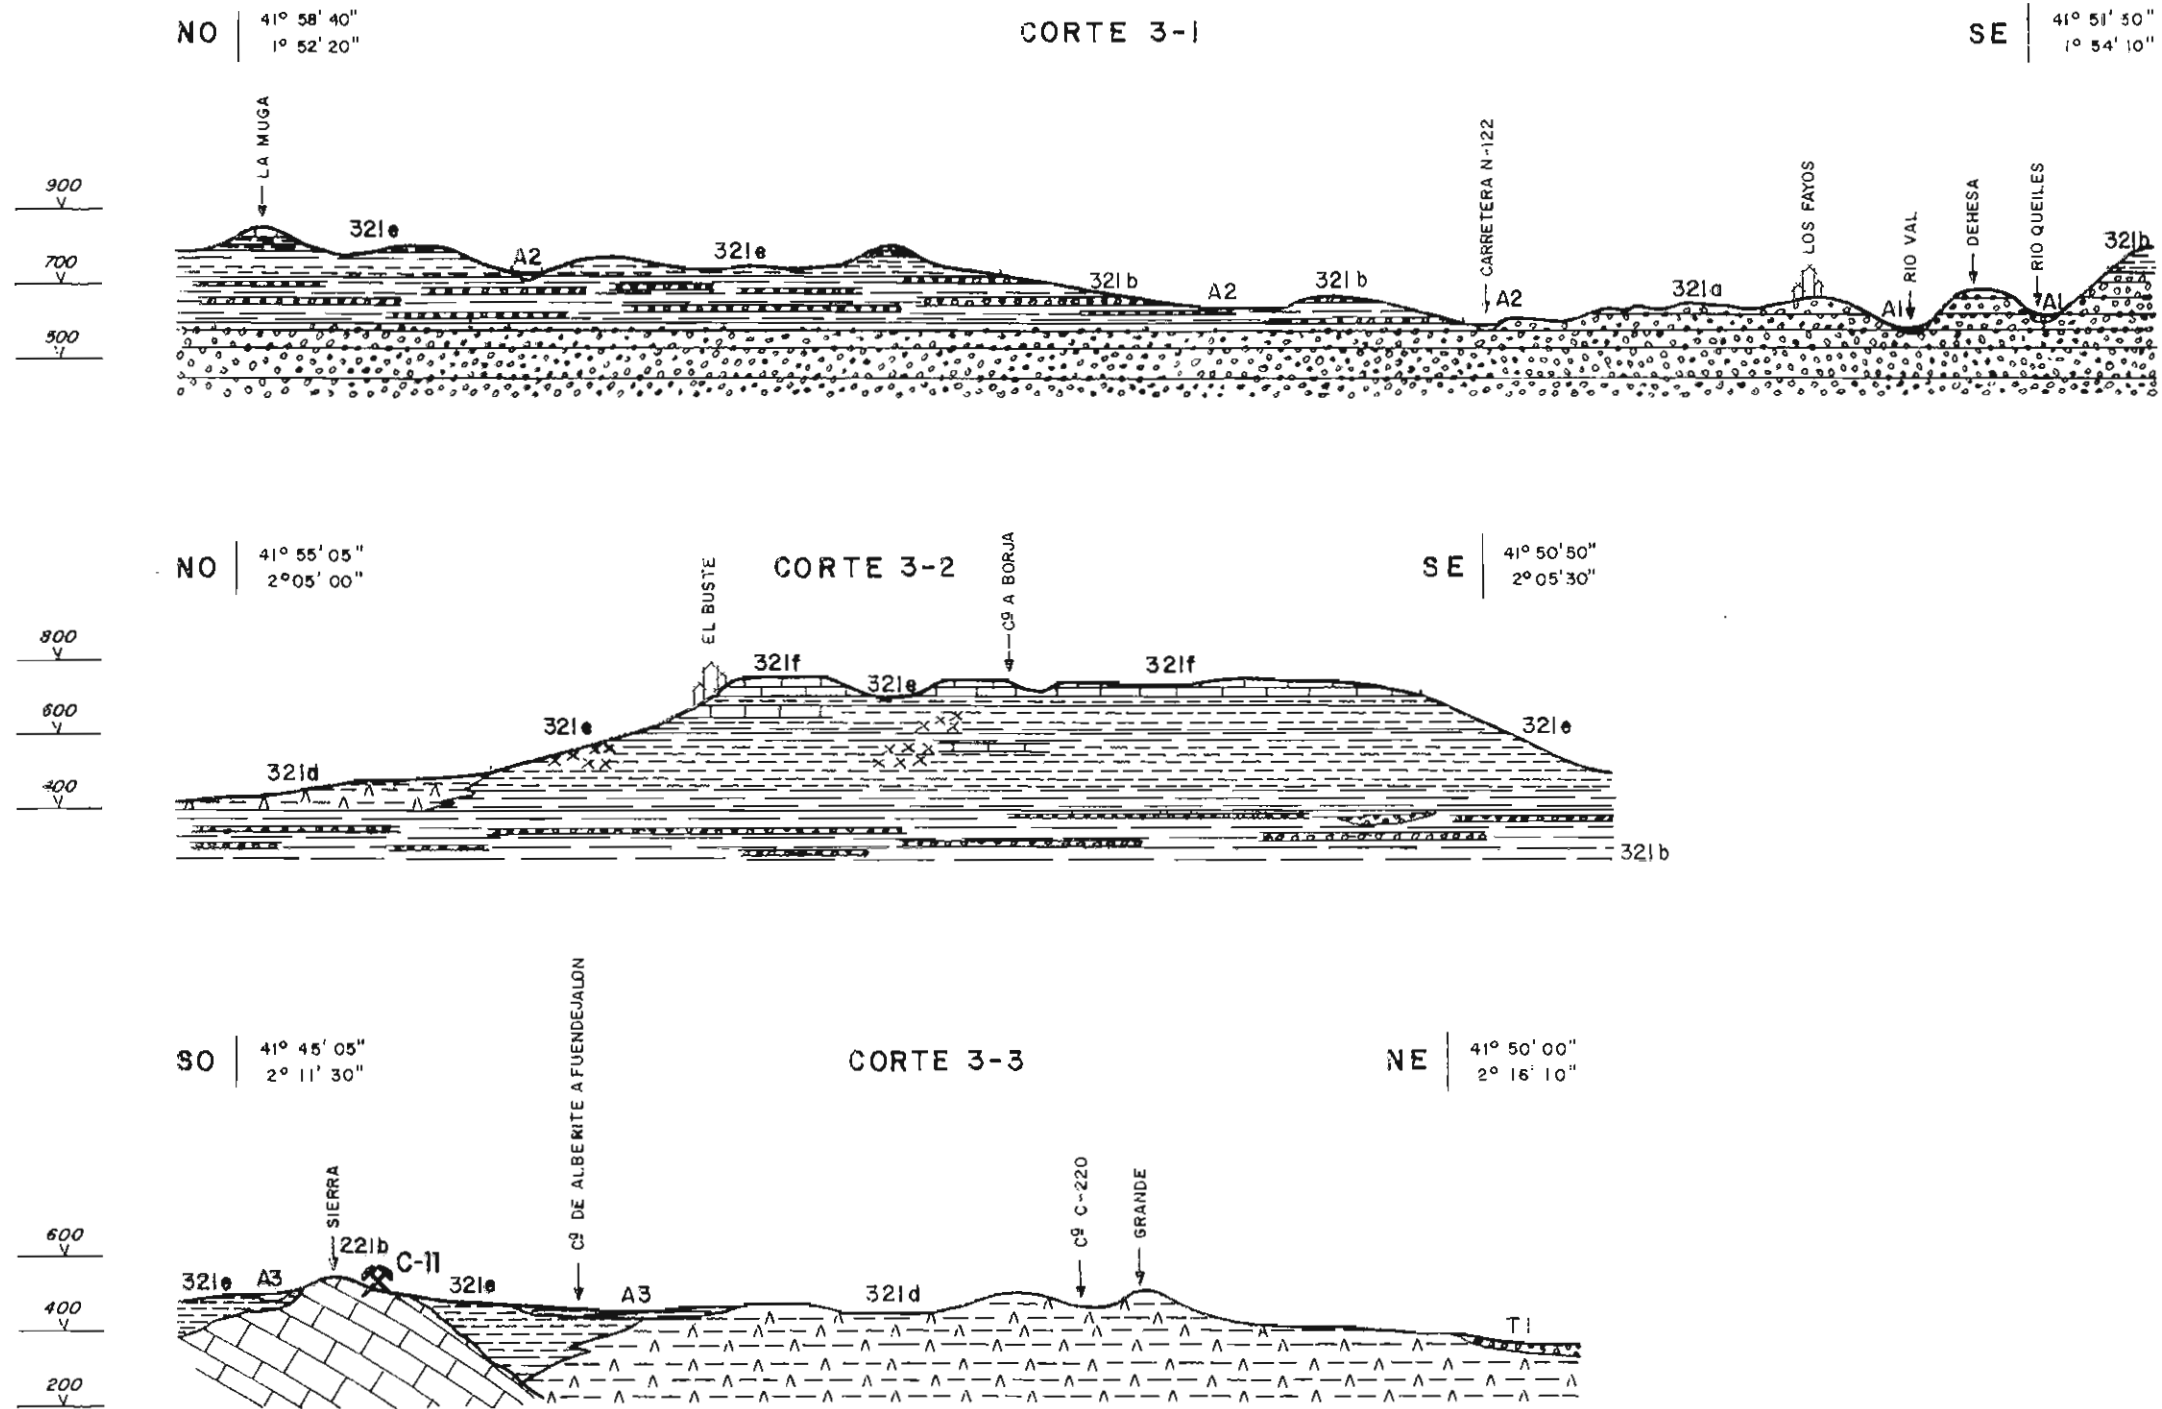 NO 41° 58' 40" CORTE 3-1 SE 41° 51' 50"
1° 52' 20" 1° 54' 10"
LA MUGA
CARRETERA N-122
LOS FAYOS
RIO VAL
DEHESA
RIO QUEILES
900
700
500
321e
A2
321e
321b
A2
321b
A2
321a
A1
A1
321b
NO 41° 55' 05" CORTE 3-2 SE 41° 50' 50"
2° 05' 00" 2° 05' 30"
EL BUSTE
Cª A BORJA
800
600
400
321d
321e
321f
321e
321f
321e
321b
SO 41° 45' 05" CORTE 3-3 NE 41° 50' 00"
2° 11' 30" 2° 16' 10"
SIERRA
Cª DE ALBERITE A FUENDEJALON
Cª C-220
GRANDE
600
400
200
321e
A3
221b
C-11
321e
A3
321d
T1